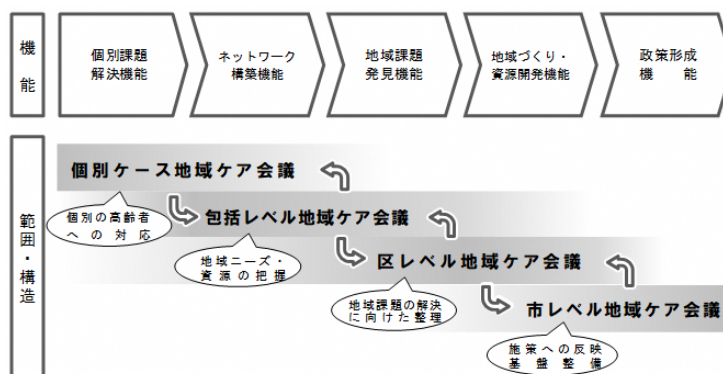 機能
個別課題
解決機能
ネットワーク
構築機能
地域課題
発見機能
地域づくり・
資源開発機能
政策形成
機能
範囲・構造
個別ケース地域ケア会議
個別の高齢者
への対応
包括レベル地域ケア会議
地域ニーズ・
資源の把握
区レベル地域ケア会議
地域課題の解決
に向けた整理
市レベル地域ケア会議
施策への反映
基盤整備